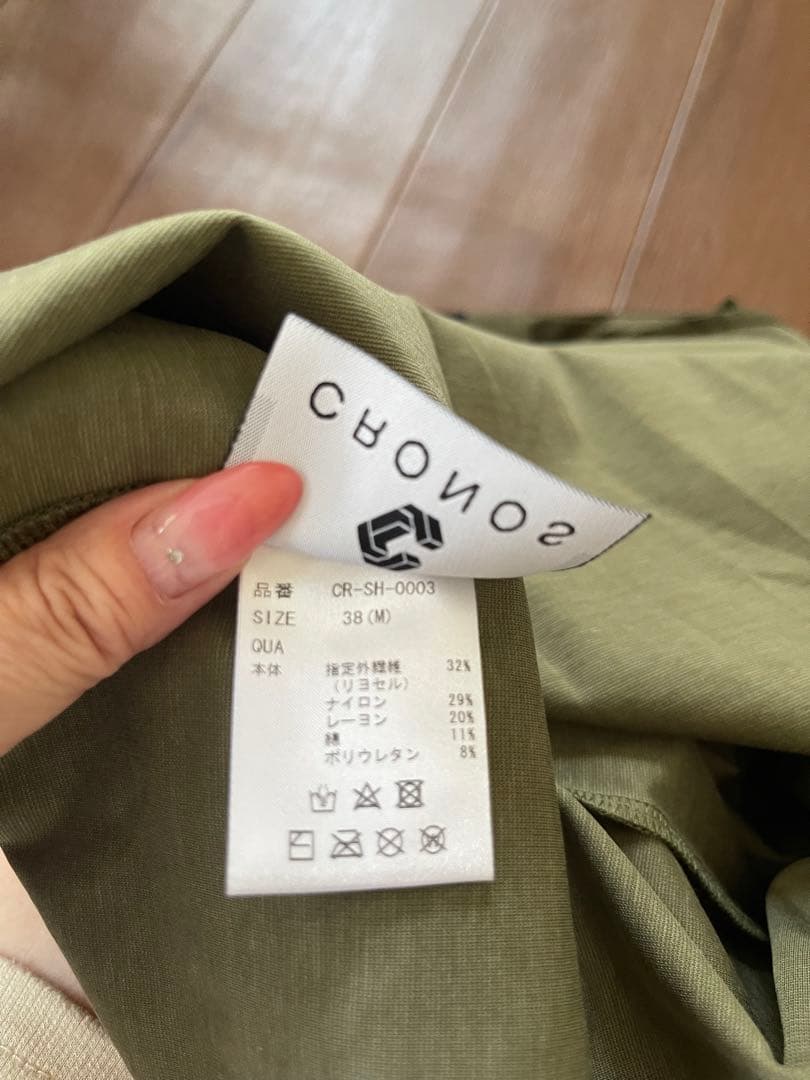 CRONOS
品番 CR-SH-0003
SIZE 38(M)
QUA
本体 指定外繊維 32%
(リヨセル)
ナイロン 29%
レーヨン 20%
綿 11%
ポリウレタン 8%